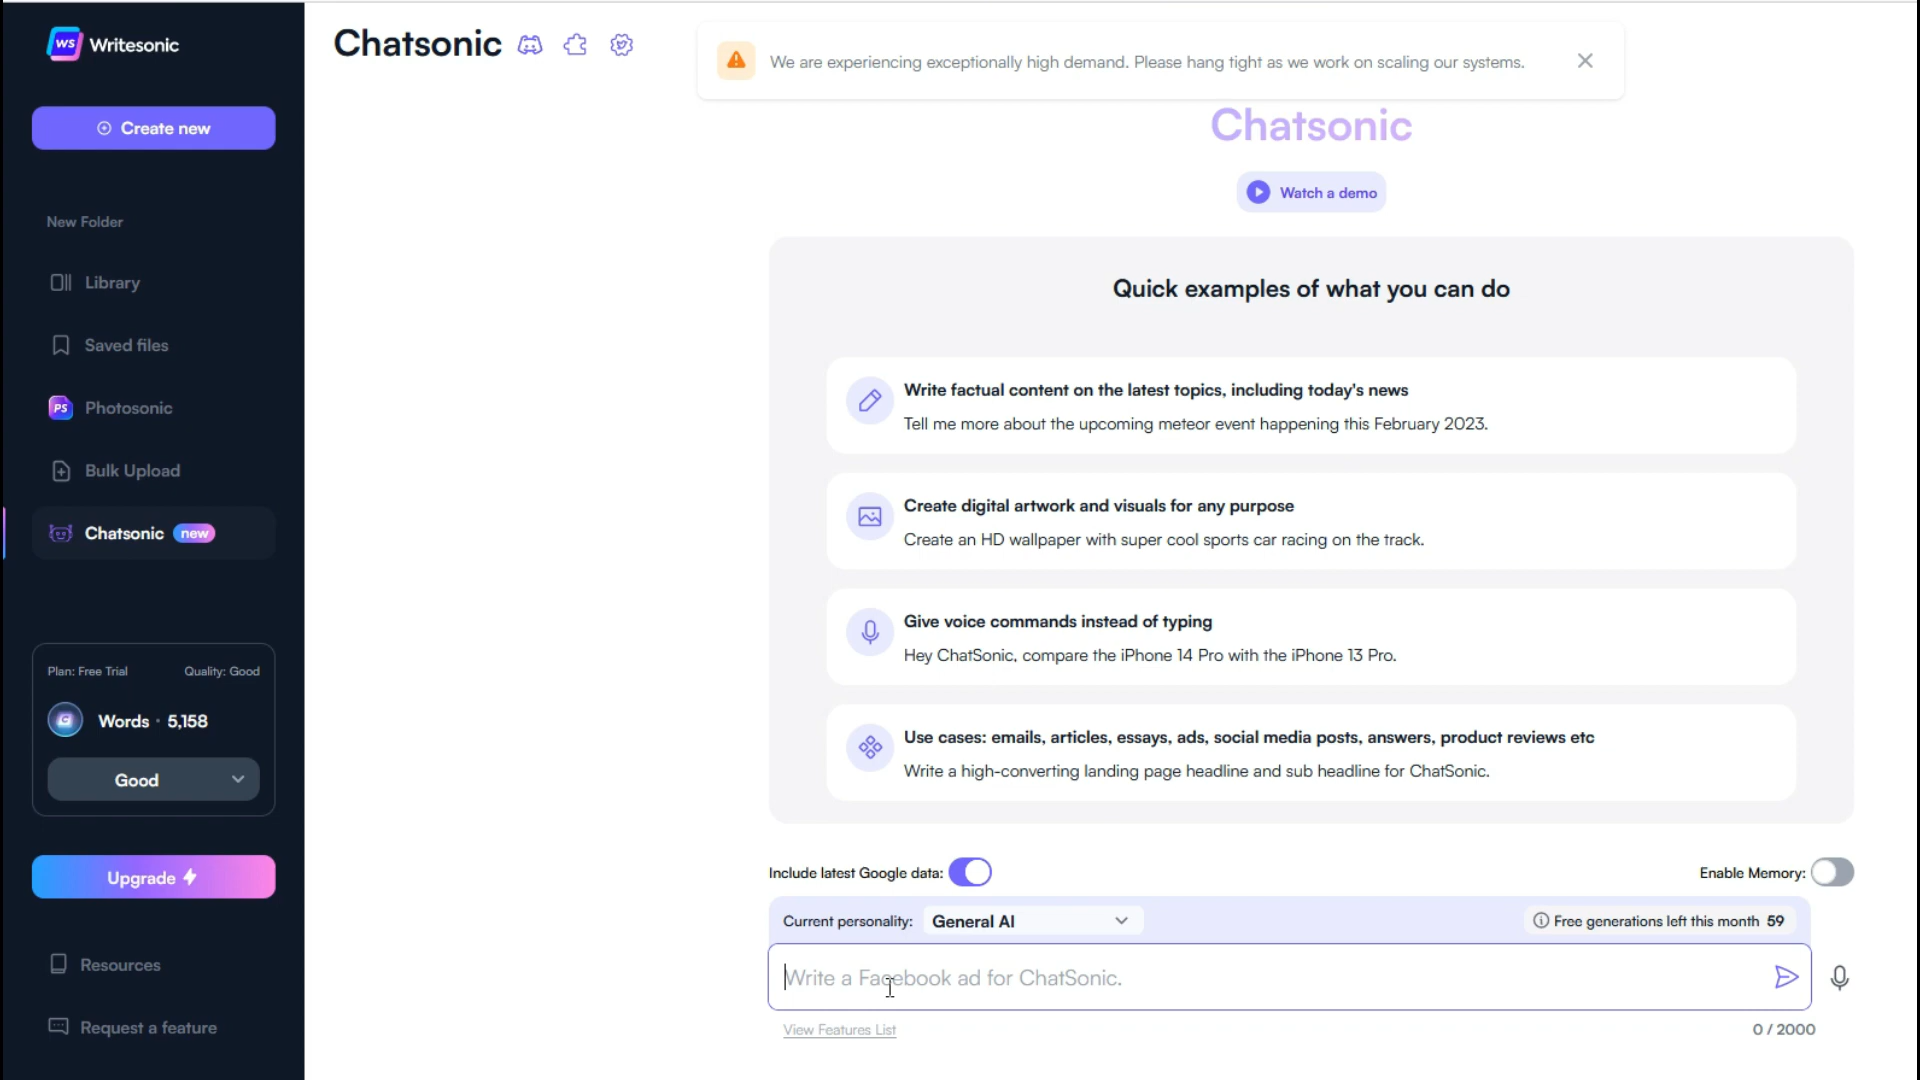 WS Writesonic
Create new
New Folder
Library
Saved files
PS Photosonic
Bulk Upload
Chatsonic new
Plan: Free Trial Quality: Good
Words · 5,158
Good
Upgrade
Resources
Request a feature
Chatsonic
We are experiencing exceptionally high demand. Please hang tight as we work on scaling our systems.
Chatsonic
Watch a demo
Quick examples of what you can do
Write factual content on the latest topics, including today's news
Tell me more about the upcoming meteor event happening this February 2023.
Create digital artwork and visuals for any purpose
Create an HD wallpaper with super cool sports car racing on the track.
Give voice commands instead of typing
Hey ChatSonic, compare the iPhone 14 Pro with the iPhone 13 Pro.
Use cases: emails, articles, essays, ads, social media posts, answers, product reviews etc
Write a high-converting landing page headline and sub headline for ChatSonic.
Include latest Google data: Enable Memory:
Current personality: General AI Free generations left this month 59
Write a Facebook ad for ChatSonic.
View Features List 0 / 2000